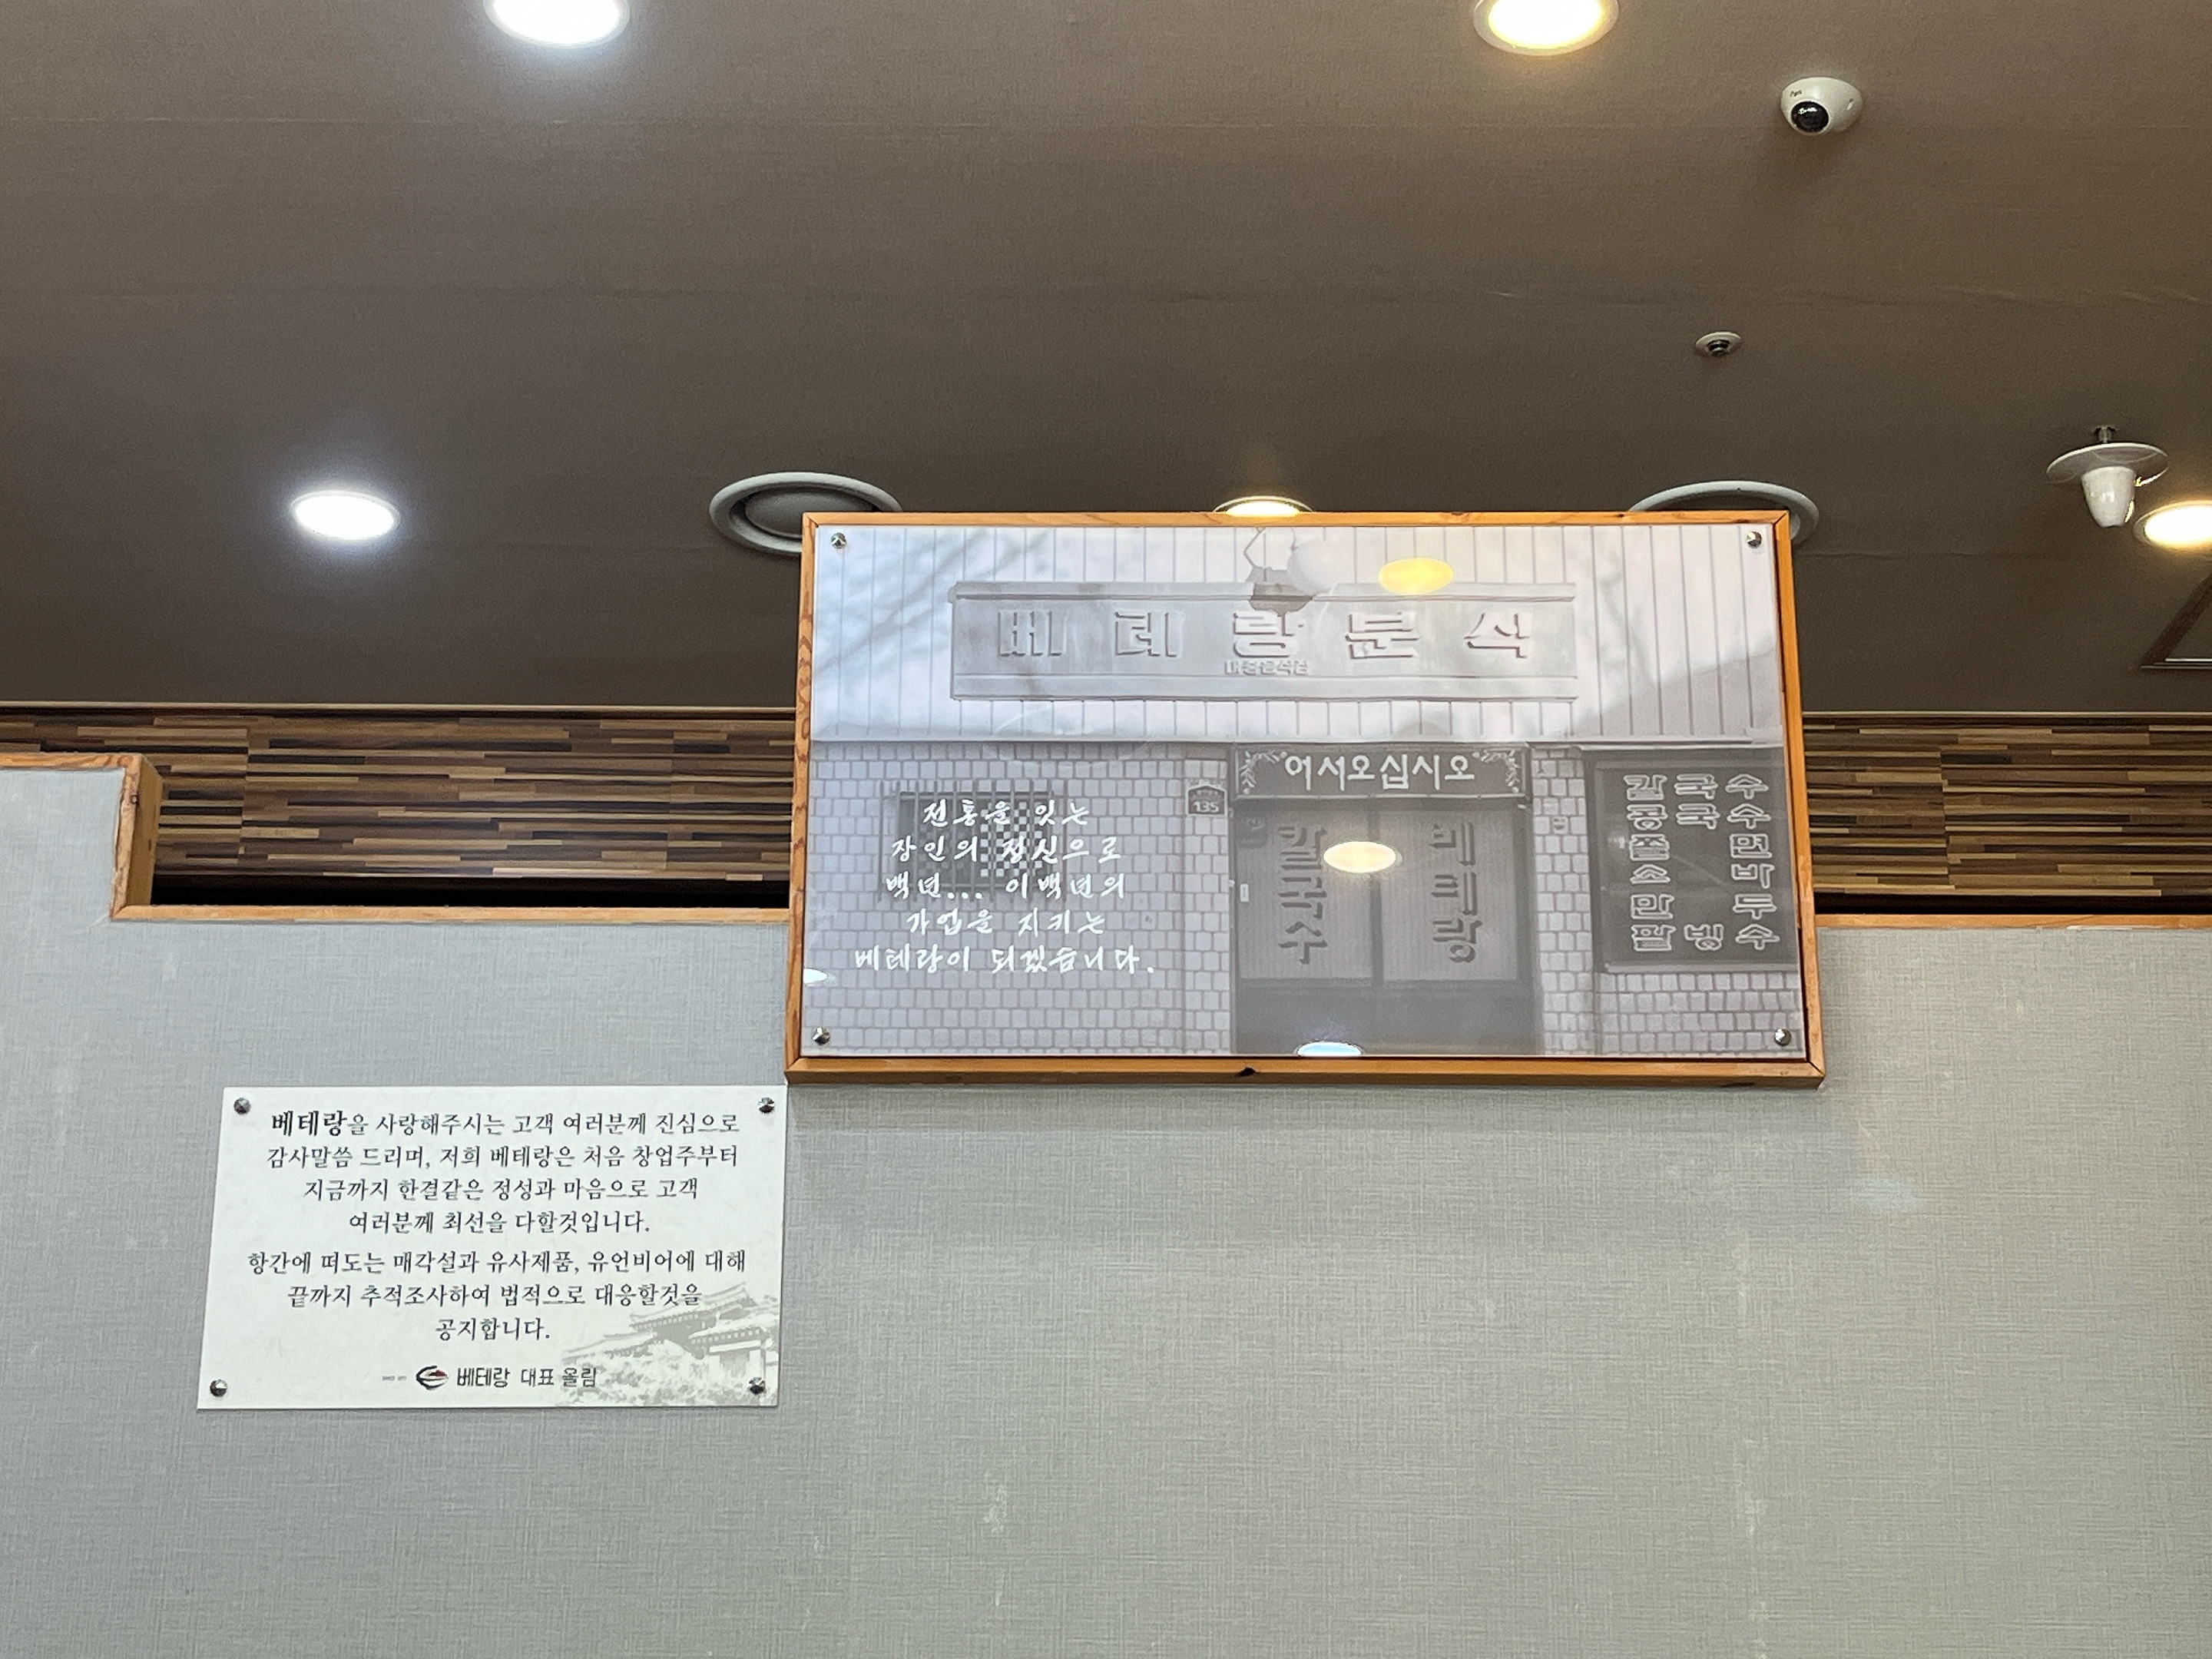 베테랑분식
어서오십시오
135
전통을 잇는
장인의 정신으로
백년... 이백년의
가업을 지키는
베테랑이 되겠습니다.
칼국수
베테랑
칼국수
콩국수
쫄면
소바
만두
팥빙수
베테랑을 사랑해주시는 고객 여러분께 진심으로
감사말씀 드리며, 저희 베테랑은 처음 창업주부터
지금까지 한결같은 정성과 마음으로 고객
여러분께 최선을 다할것입니다.
항간에 떠도는 매각설과 유사제품, 유언비어에 대해
끝까지 추적조사하여 법적으로 대응할것을
공지합니다.
베테랑 대표 올림